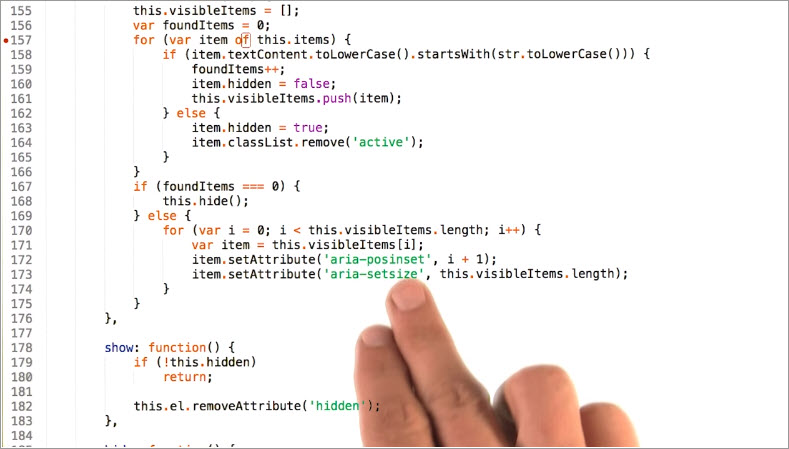 155 this.visibleItems = [];
156 var foundItems = 0;
157 for (var item of this.items) {
158 if (item.textContent.toLowerCase().startsWith(str.toLowerCase())) {
159 foundItems++;
160 item.hidden = false;
161 this.visibleItems.push(item);
162 } else {
163 item.hidden = true;
164 item.classList.remove('active');
165 }
166 }
167 if (foundItems === 0) {
168 this.hide();
169 } else {
170 for (var i = 0; i < this.visibleItems.length; i++) {
171 var item = this.visibleItems[i];
172 item.setAttribute('aria-posinset', i + 1);
173 item.setAttribute('aria-setsize', this.visibleItems.length);
174 }
175 }
176 },
177
178 show: function() {
179 if (!this.hidden)
180 return;
181
182 this.el.removeAttribute('hidden');
183 },
184